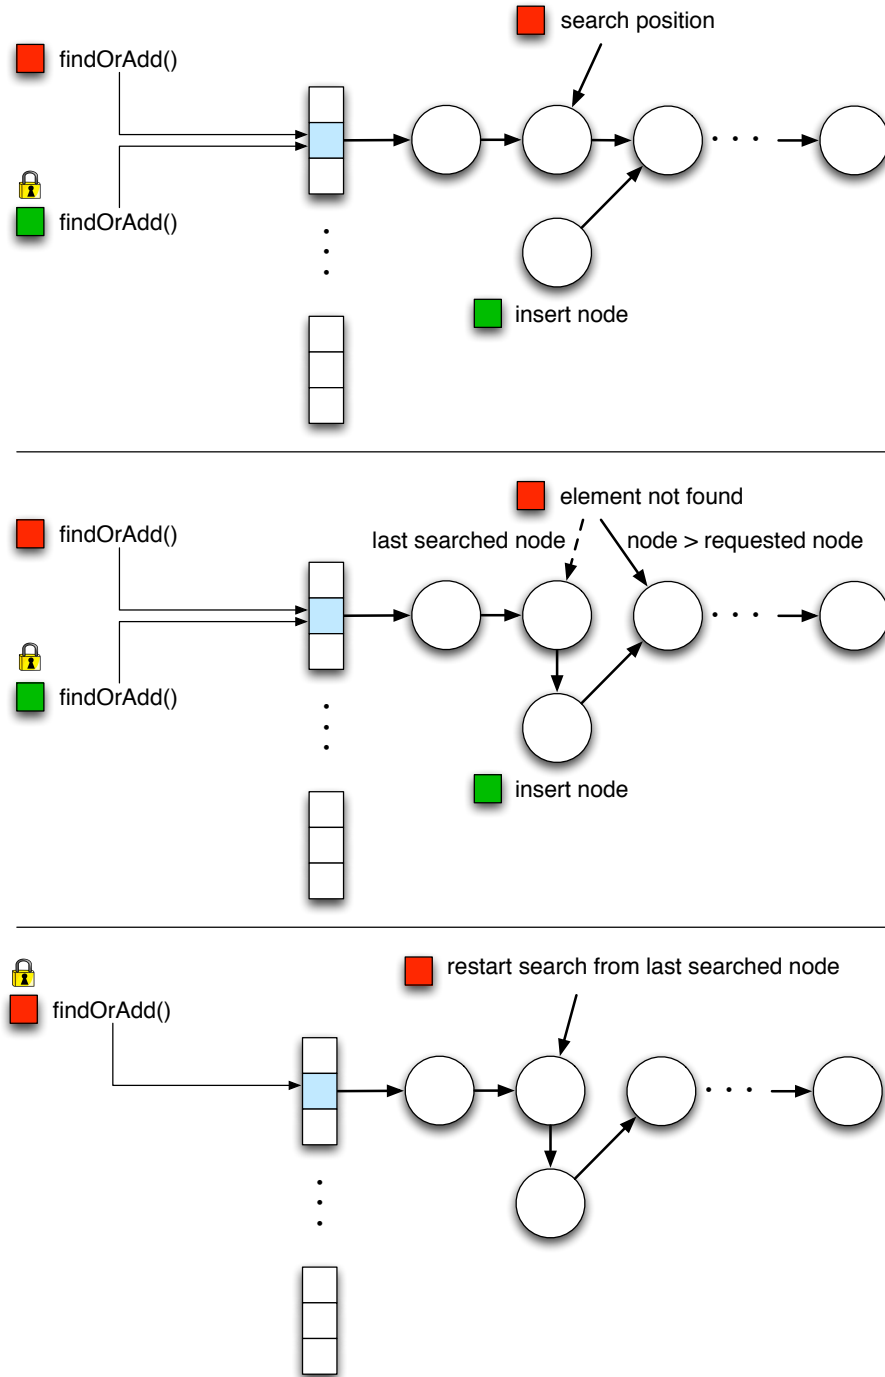 search position
findOrAdd()
findOrAdd()
insert node
element not found
findOrAdd()
last searched node
node > requested node
findOrAdd()
insert node
restart search from last searched node
findOrAdd()